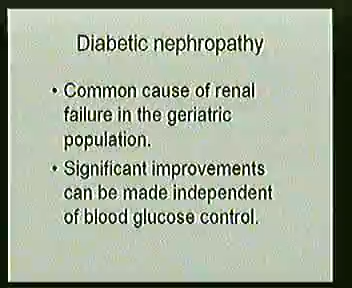 Diabetic nephropathy
• Common cause of renal
failure in the geriatric
population.
• Significant improvements
can be made independent
of blood glucose control.